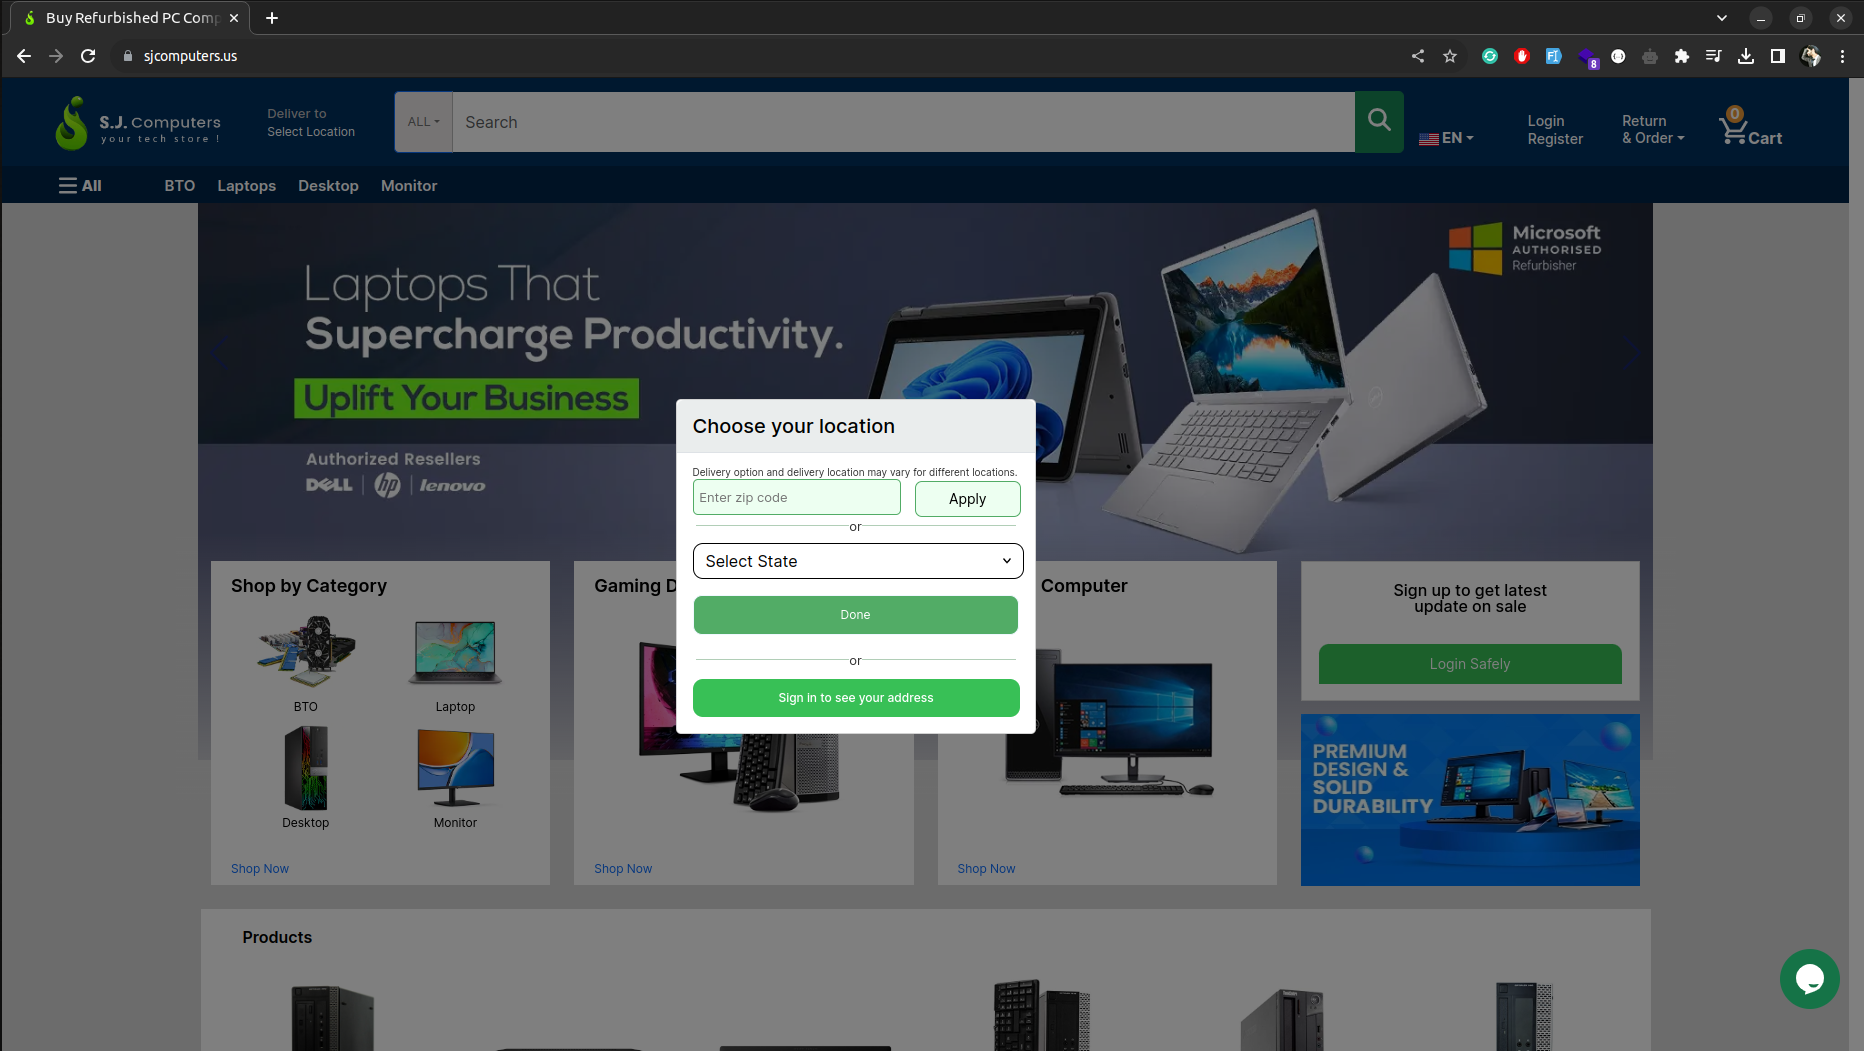 Buy Refurbished PC Comp
sjcomputers.us
8
S.J. Computers
your tech store !
Deliver to
Select Location
ALL
Search
EN
Login
Register
Return
& Order
0
Cart
All
BTO
Laptops
Desktop
Monitor
Laptops That
Supercharge Productivity.
Uplift Your Business
Authorized Resellers
DELL
hp
lenovo
Microsoft
AUTHORISED
Refurbisher
Choose your location
Delivery option and delivery location may vary for different locations.
Enter zip code
Apply
or
Select State
Done
or
Sign in to see your address
Shop by Category
BTO
Laptop
Desktop
Monitor
Shop Now
Gaming D
Shop Now
Computer
Shop Now
Sign up to get latest
update on sale
Login Safely
PREMIUM
DESIGN &
SOLID
DURABILITY
Products